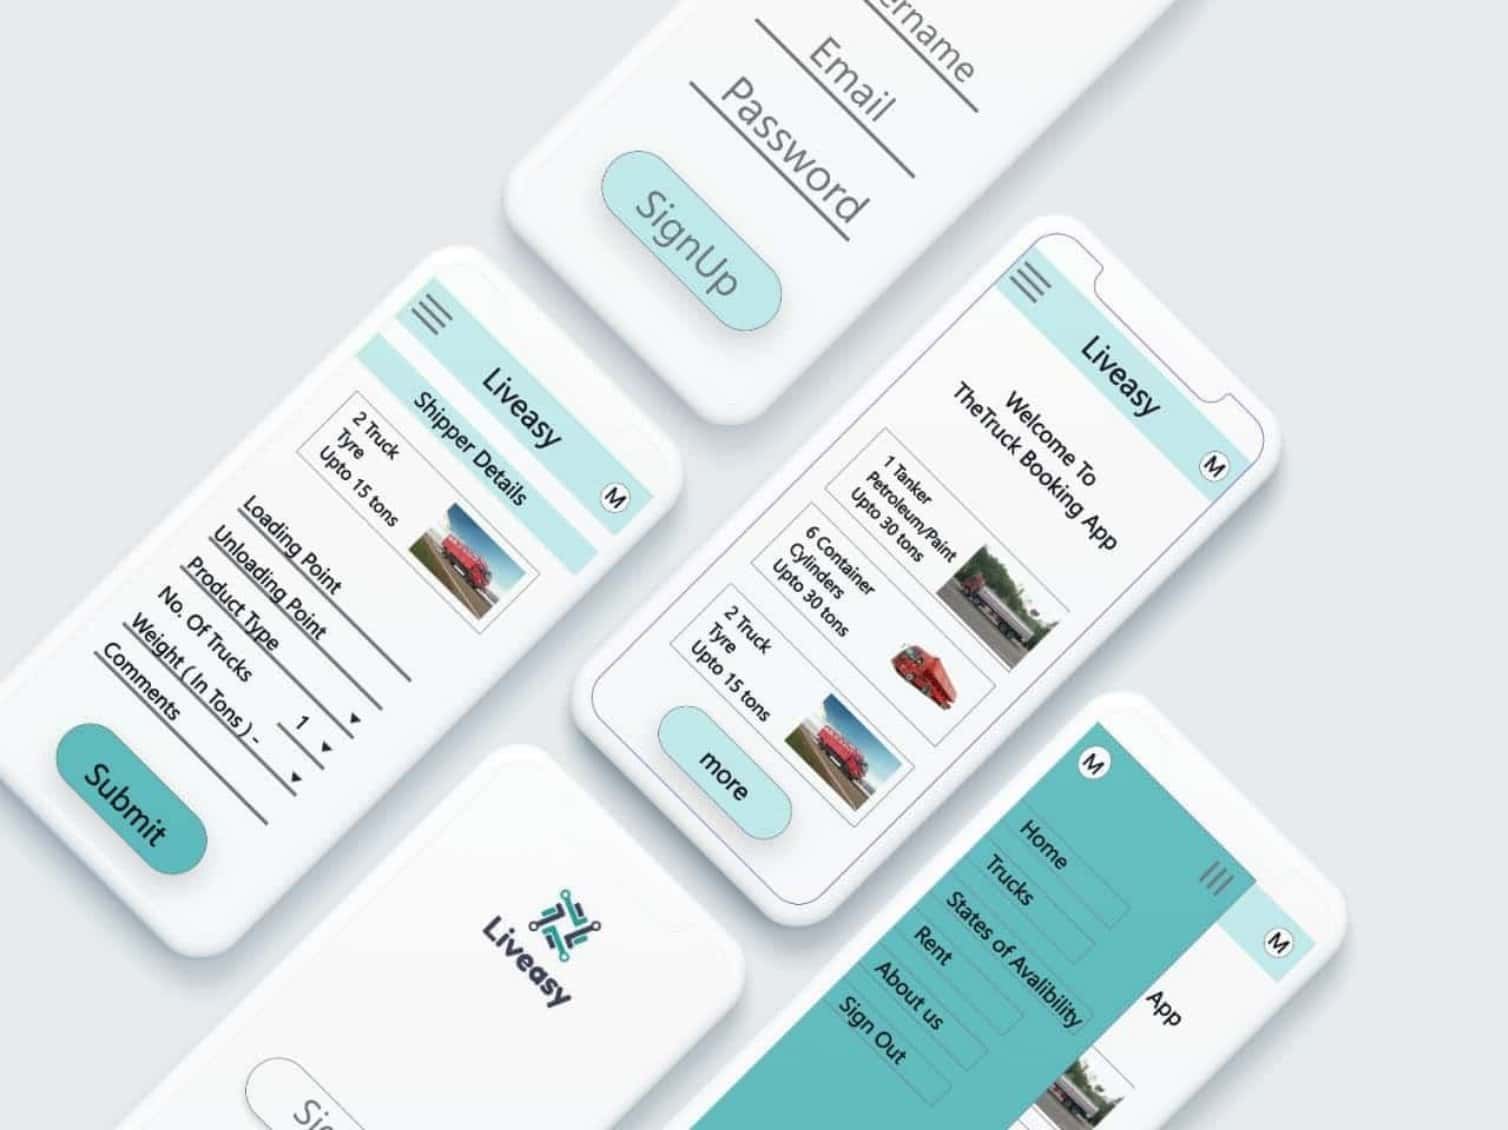 Email
Password
SignUp
Liveasy
M
Shipper Details
2 Truck
Tyre
Upto 15 tons
Loading Point
Unloading Point
Product Type
No. Of Trucks
1
Weight ( In Tons ) -
Comments
Submit
Liveasy
M
Welcome To
TheTruck Booking App
1 Tanker
Petroleum/Paint
Upto 30 tons
6 Container
Cylinders
Upto 30 tons
2 Truck
Tyre
Upto 15 tons
more
Liveasy
M
Home
Trucks
States of Avalibility
Rent
About us
Sign Out
M
App